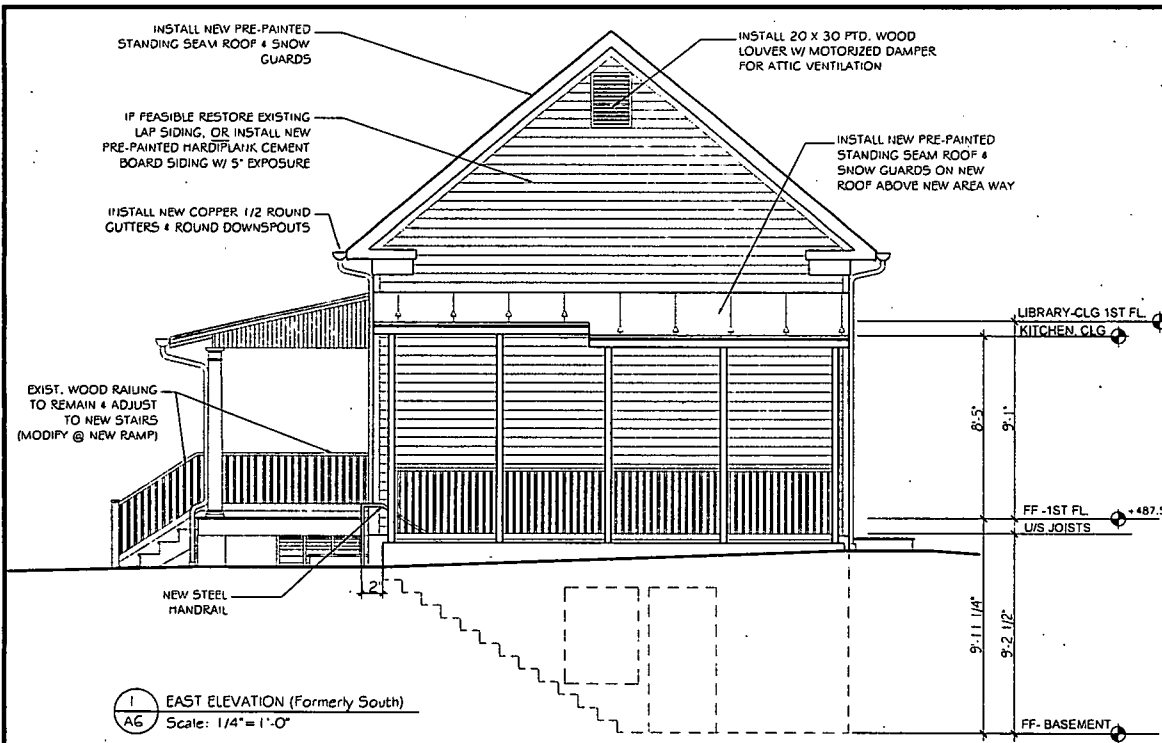 INSTALL NEW PRE-PAINTED
STANDING SEAM ROOF & SNOW
GUARDS
INSTALL 20 X 30 PTD. WOOD
LOUVER W/ MOTORIZED DAMPER
FOR ATTIC VENTILATION
IF FEASIBLE RESTORE EXISTING
LAP SIDING, OR INSTALL NEW
PRE-PAINTED HARDIPLANK CEMENT
BOARD SIDING W/ 5" EXPOSURE
INSTALL NEW PRE-PAINTED
STANDING SEAM ROOF &
SNOW GUARDS ON NEW
ROOF ABOVE NEW AREA WAY
INSTALL NEW COPPER 1/2 ROUND
GUTTERS & ROUND DOWNSPOUTS
LIBRARY-CLG 1ST FL.
KITCHEN. CLG
EXIST. WOOD RAILING
TO REMAIN & ADJUST
TO NEW STAIRS
(MODIFY @ NEW RAMP)
8'-5"
9'-1"
FF -1ST FL.
+487.5
U/S JOISTS
2'
NEW STEEL
HANDRAIL
9'-11 1/4"
9'-2 1/2"
1
A6
EAST ELEVATION (Formerly South)
Scale: 1/4" = 1'-0"
FF- BASEMENT